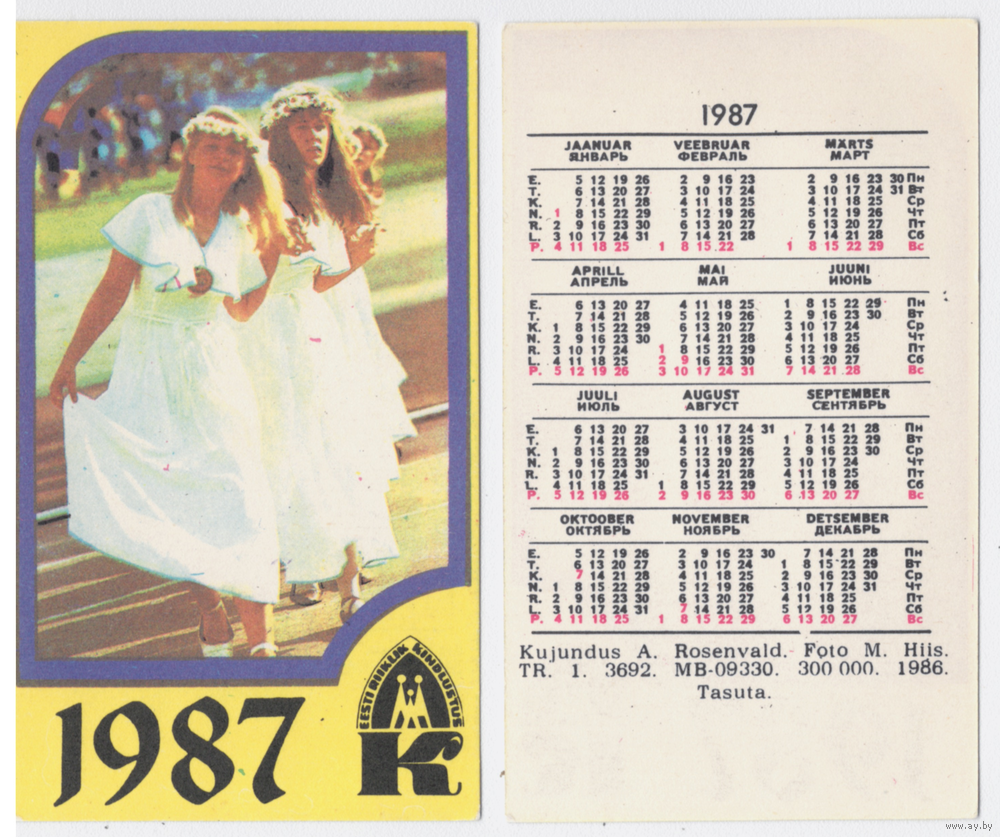 EESTI RIIKLIK KINDLUSTUS
K
1987
1987
JAANUAR VEEBRUAR MÄRTS
ЯНВАРЬ ФЕВРАЛЬ МАРТ
E. 5 12 19 26 2 9 16 23 2 9 16 23 30 Пн
T. 6 13 20 27 3 10 17 24 3 10 17 24 31 Вт
K. 7 14 21 28 4 11 18 25 4 11 18 25 Ср
N. 1 8 15 22 29 5 12 19 26 5 12 19 26 Чт
R. 2 9 16 23 30 6 13 20 27 6 13 20 27 Пт
L. 3 10 17 24 31 7 14 21 28 7 14 21 28 Сб
P. 4 11 18 25 1 8 15 22 1 8 15 22 29 Вс
APRILL MAI JUUNI
АПРЕЛЬ МАЙ ИЮНЬ
E. 6 13 20 27 4 11 18 25 1 8 15 22 29 Пн
T. 7 14 21 28 5 12 19 26 2 9 16 23 30 Вт
K. 1 8 15 22 29 6 13 20 27 3 10 17 24 Ср
N. 2 9 16 23 30 7 14 21 28 4 11 18 25 Чт
R. 3 10 17 24 1 8 15 22 29 5 12 19 26 Пт
L. 4 11 18 25 2 9 16 23 30 6 13 20 27 Сб
P. 5 12 19 26 3 10 17 24 31 7 14 21 28 Вс
JUULI AUGUST SEPTEMBER
ИЮЛЬ АВГУСТ СЕНТЯБРЬ
E. 6 13 20 27 3 10 17 24 31 7 14 21 28 Пн
T. 7 14 21 28 4 11 18 25 1 8 15 22 29 Вт
K. 1 8 15 22 29 5 12 19 26 2 9 16 23 30 Ср
N. 2 9 16 23 30 6 13 20 27 3 10 17 24 Чт
R. 3 10 17 24 31 7 14 21 28 4 11 18 25 Пт
L. 4 11 18 25 1 8 15 22 29 5 12 19 26 Сб
P. 5 12 19 26 2 9 16 23 30 6 13 20 27 Вс
OKTOOBER NOVEMBER DETSEMBER
ОКТЯБРЬ НОЯБРЬ ДЕКАБРЬ
E. 5 12 19 26 2 9 16 23 30 7 14 21 28 Пн
T. 6 13 20 27 3 10 17 24 1 8 15 22 29 Вт
K. 7 14 21 28 4 11 18 25 2 9 16 23 30 Ср
N. 1 8 15 22 29 5 12 19 26 3 10 17 24 31 Чт
R. 2 9 16 23 30 6 13 20 27 4 11 18 25 Пт
L. 3 10 17 24 31 7 14 21 28 5 12 19 26 Сб
P. 4 11 18 25 1 8 15 22 29 6 13 20 27 Вс
Kujundus A. Rosenvald. Foto M. Hiis.
TR. 1. 3692. MB-09330. 300 000. 1986.
Tasuta.
www.ay.by